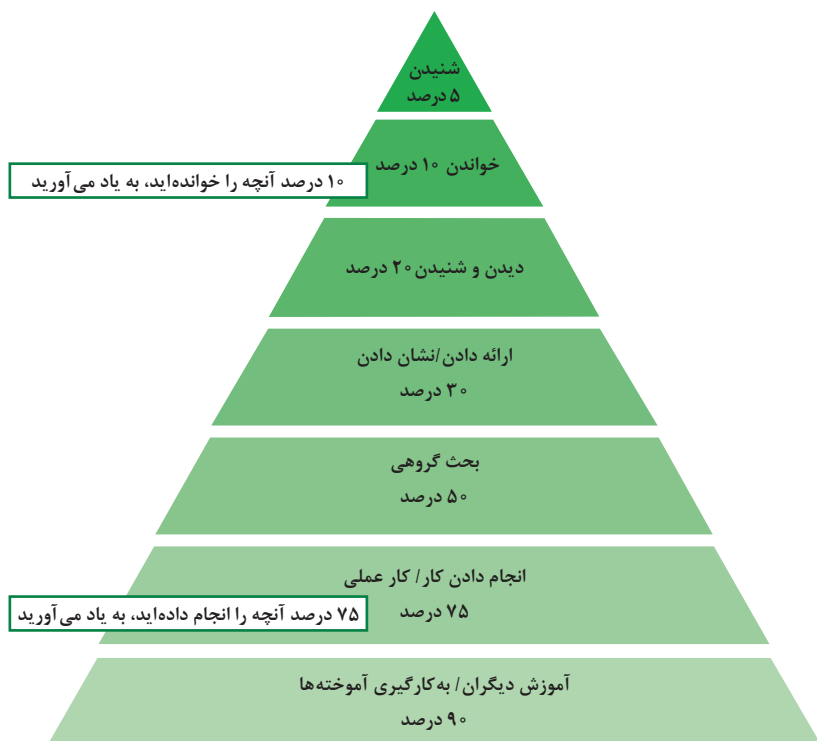 شنیدن
۵ درصد
خواندن ۱۰ درصد
۱۰ درصد آنچه را خوانده‌اید، به یاد می‌آورید
دیدن و شنیدن ۲۰ درصد
ارائه دادن/نشان دادن
۳۰ درصد
بحث گروهی
۵۰ درصد
انجام دادن کار/ کار عملی
۷۵ درصد
۷۵ درصد آنچه را انجام داده‌اید، به یاد می‌آورید
آموزش دیگران/ به‌کارگیری آموخته‌ها
۹۰ درصد